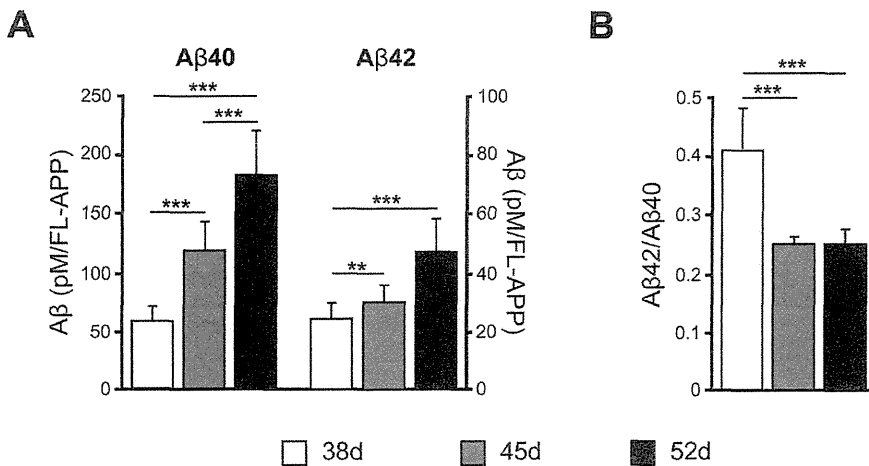 A
Aβ40
Aβ42
Aβ (pM/FL-APP)
250
200
150
100
50
0
***
***
***
***
**
100
80
60
40
20
0
Aβ (pM/FL-APP)
B
***
***
Aβ42/Aβ40
0.5
0.4
0.3
0.2
0.1
0
38d
45d
52d